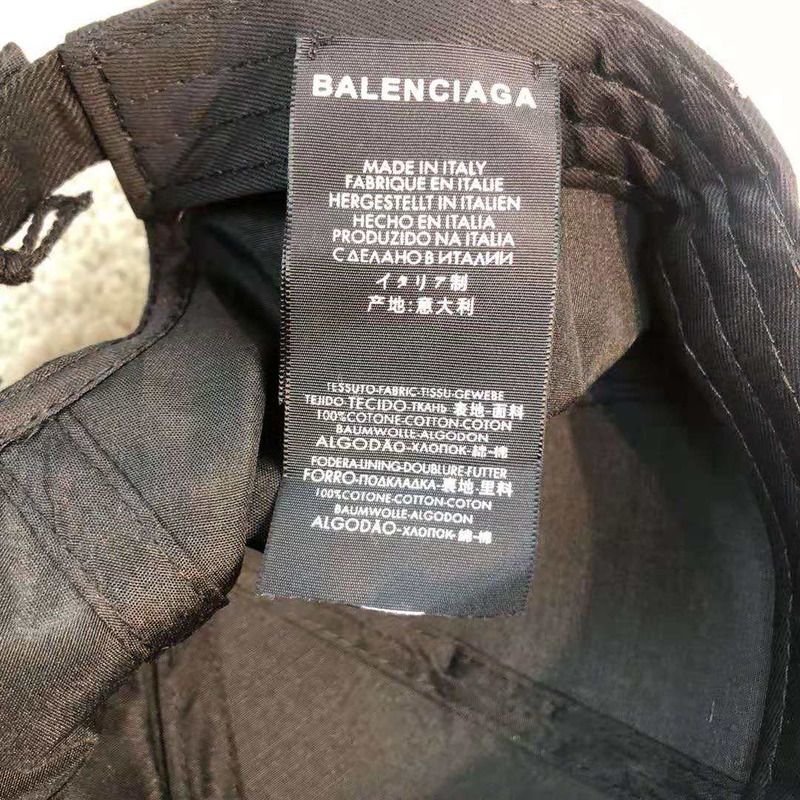 BALENCIAGA
MADE IN ITALY
FABRIQUE EN ITALIE
HERGESTELLT IN ITALIEN
HECHO EN ITALIA
PRODUZIDO NA ITALIA
СДЕЛАНО В ИТАЛИИ
イタリア制
产地:意大利
TESSUTO-FABRIC-TISSU-GEWEBE
TEJIDO-TECIDO-ТКАНЬ 表地-面料
100%COTONE-COTTON-COTON
BAUMWOLLE-ALGODON
ALGODÃO-ХЛОПОК-綿-棉
FODERA-LINING-DOUBLURE-FUTTER
FORRO-ПОДКЛАДКА-裏地-里料
100%COTONE-COTTON-COTON
BAUMWOLLE-ALGODON
ALGODÃO-ХЛОПОК-綿-棉